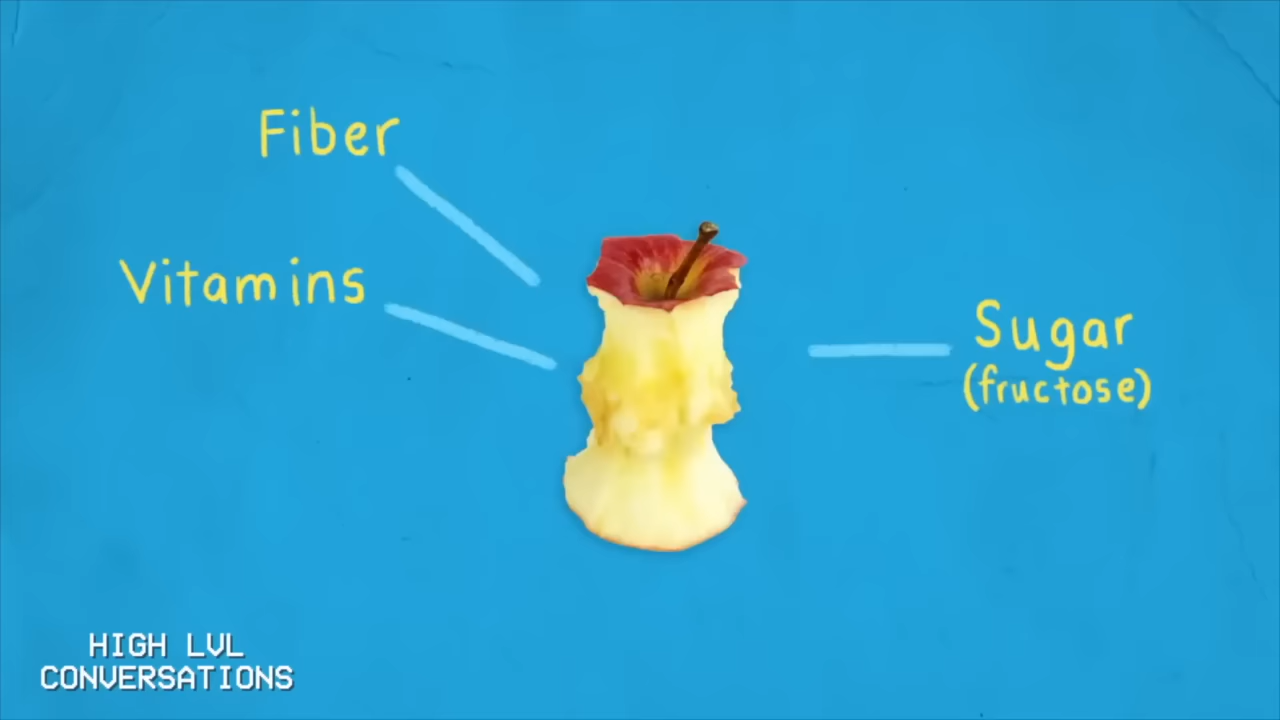 Fiber
Vitamins
Sugar
(fructose)
HIGH LVL
CONVERSATIONS